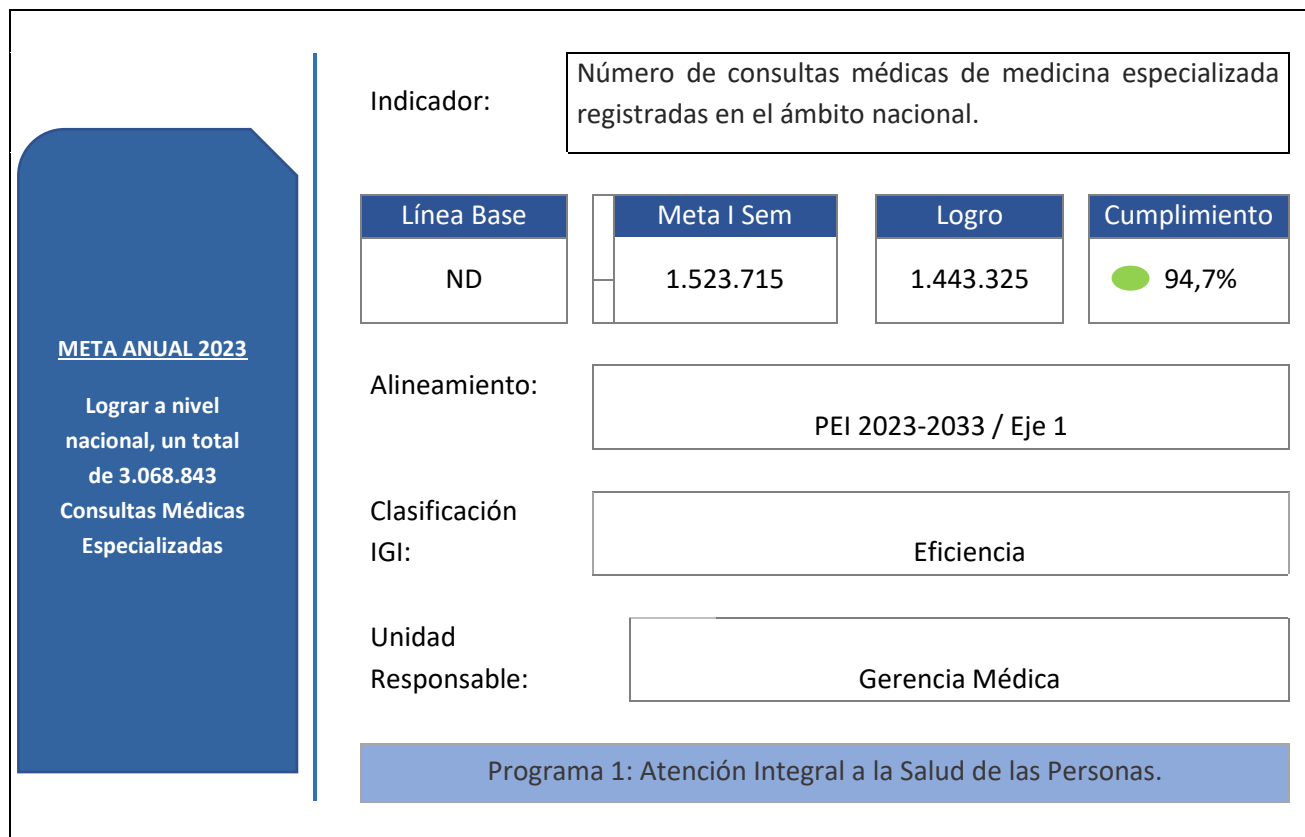 META ANUAL 2023
Lograr a nivel
nacional, un total
de 3.068.843
Consultas Médicas
Especializadas
Indicador:
Número de consultas médicas de medicina especializada
registradas en el ámbito nacional.
Línea Base
Meta I Sem
Logro
Cumplimiento
ND
1.523.715
1.443.325
94,7%
Alineamiento:
PEI 2023-2033 / Eje 1
Clasificación
IGI:
Eficiencia
Unidad
Responsable:
Gerencia Médica
Programa 1: Atención Integral a la Salud de las Personas.